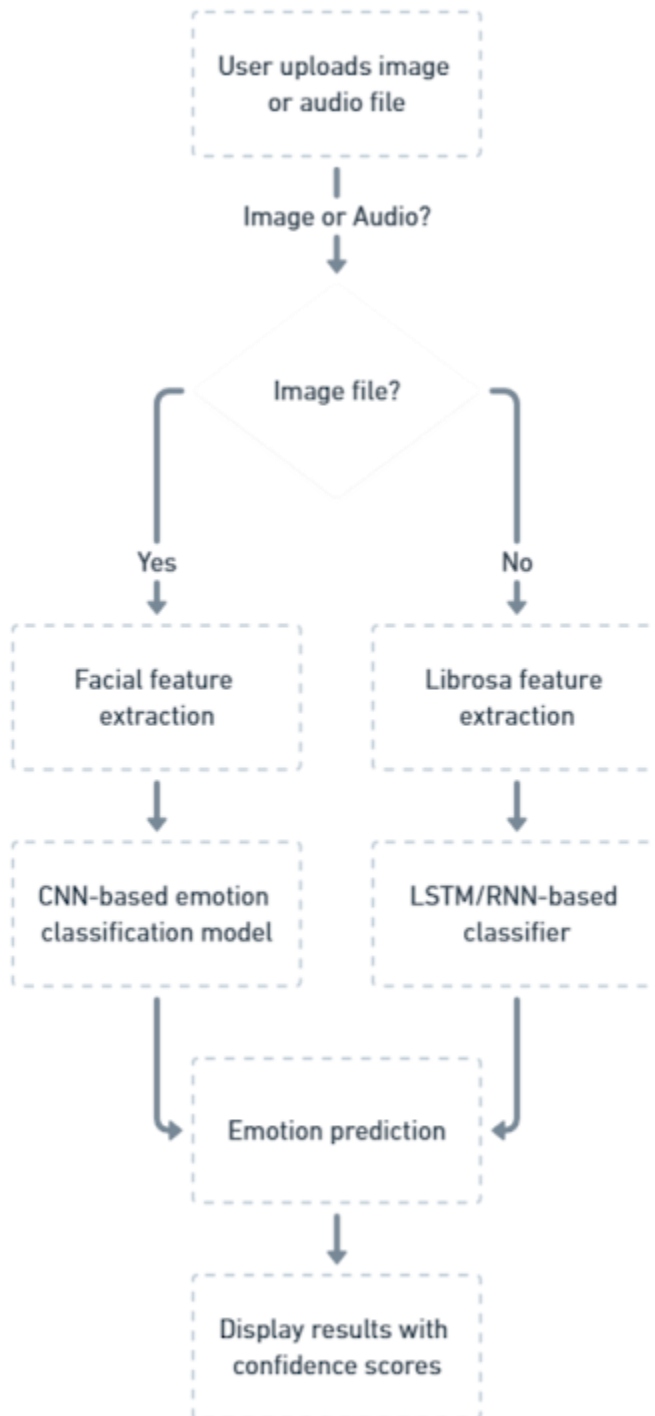 User uploads image
or audio file
Image or Audio?
Image file?
Yes
No
Facial feature
extraction
Librosa feature
extraction
CNN-based emotion
classification model
LSTM/RNN-based
classifier
Emotion prediction
Display results with
confidence scores